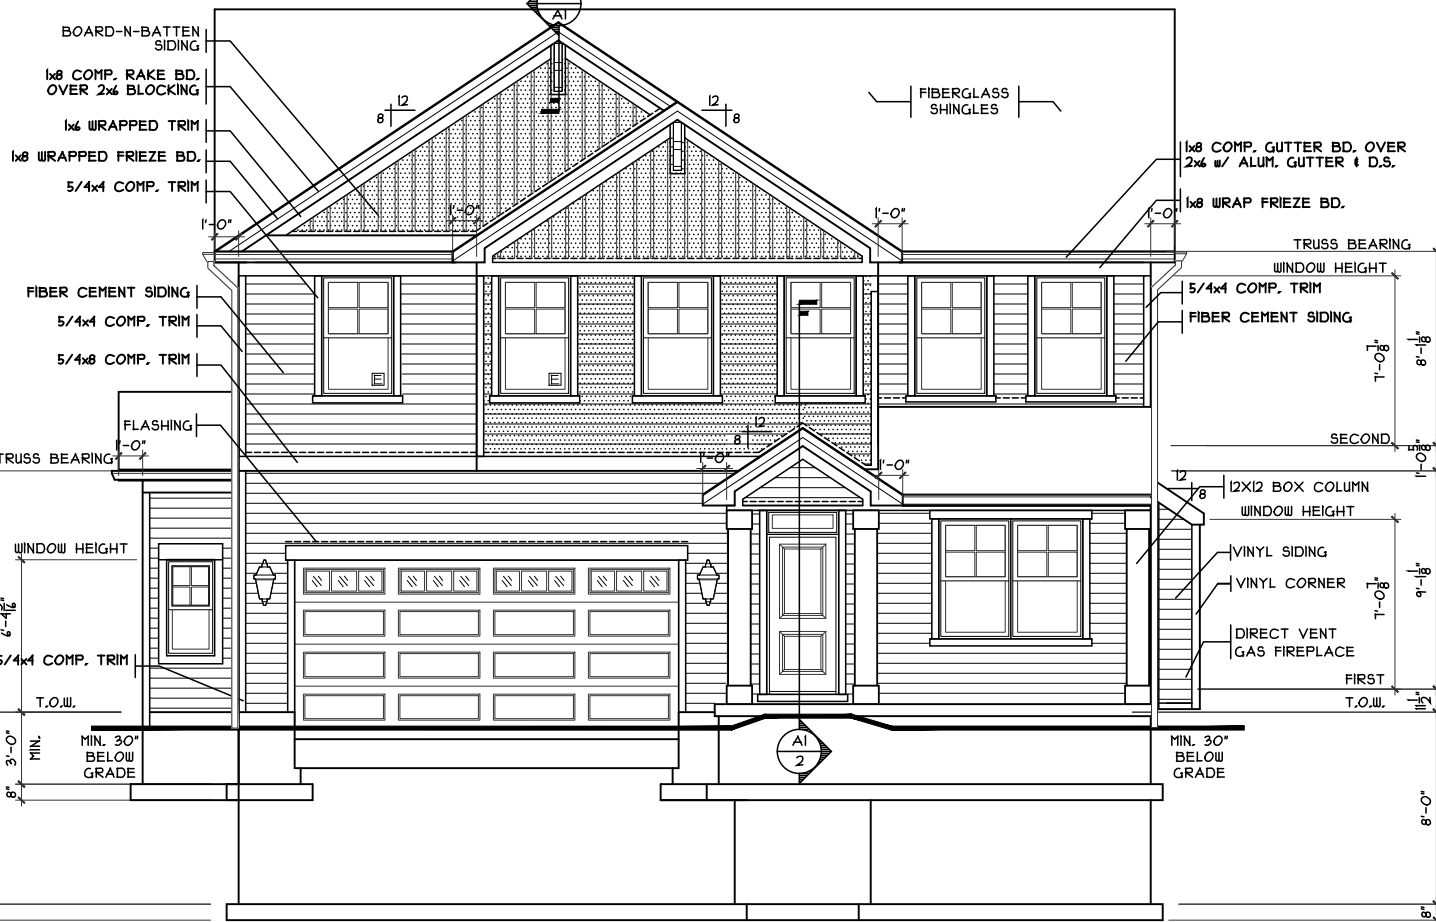 A1
BOARD-N-BATTEN
SIDING
1x8 COMP. RAKE BD.
OVER 2x6 BLOCKING
1x6 WRAPPED TRIM
1x8 WRAPPED FRIEZE BD.
5/4x4 COMP. TRIM
1'-0"
12
8
1'-0"
12
8
FIBERGLASS
SHINGLES
1'-0"
1x8 COMP. GUTTER BD. OVER
2x6 w/ ALUM. GUTTER & D.S.
1x8 WRAP FRIEZE BD.
1'-0"
TRUSS BEARING
WINDOW HEIGHT
5/4x4 COMP. TRIM
FIBER CEMENT SIDING
FIBER CEMENT SIDING
5/4x4 COMP. TRIM
5/4x8 COMP. TRIM
E
E
7'-0 7/8"
8'-1 1/8"
FLASHING
1'-0"
TRUSS BEARING
12
8
1'-0"
1'-0"
SECOND
1'-0 5/8"
12
8
12X12 BOX COLUMN
WINDOW HEIGHT
WINDOW HEIGHT
VINYL SIDING
VINYL CORNER
DIRECT VENT
GAS FIREPLACE
7'-0 7/8"
9'-1 1/8"
5/4x4 COMP. TRIM
FIRST
T.O.W.
T.O.W.
3'-0"
MIN.
MIN. 30"
BELOW
GRADE
A1
2
MIN. 30"
BELOW
GRADE
8"
8'-0"
8"